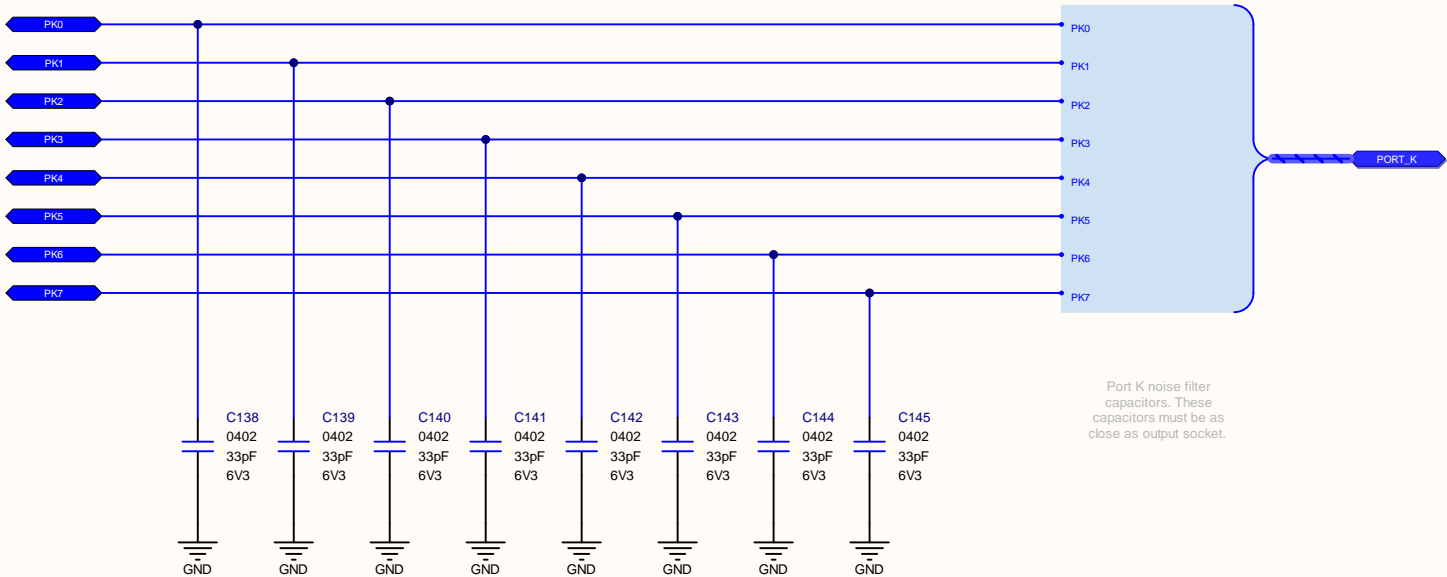 PK0
PK1
PK2
PK3
PK4
PK5
PK6
PK7
PK0
PK1
PK2
PK3
PK4
PK5
PK6
PK7
PORT_K
Port K noise filter
capacitors. These
capacitors must be as
close as output socket.
C138
0402
33pF
6V3
C139
0402
33pF
6V3
C140
0402
33pF
6V3
C141
0402
33pF
6V3
C142
0402
33pF
6V3
C143
0402
33pF
6V3
C144
0402
33pF
6V3
C145
0402
33pF
6V3
GND
GND
GND
GND
GND
GND
GND
GND